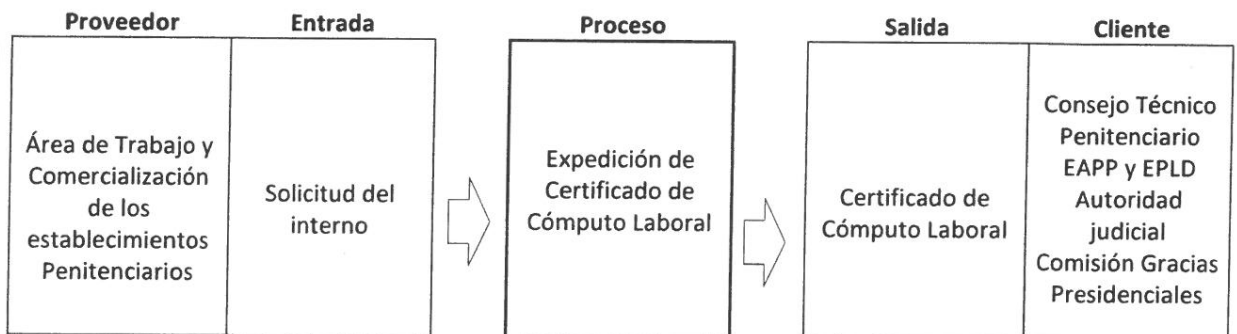 Proveedor
Entrada
Proceso
Salida
Cliente
Área de Trabajo y
Comercialización
de los
establecimientos
Penitenciarios
Solicitud del
interno
Expedición de
Certificado de
Cómputo Laboral
Certificado de
Cómputo Laboral
Consejo Técnico
Penitenciario
EAPP y EPLD
Autoridad
judicial
Comisión Gracias
Presidenciales